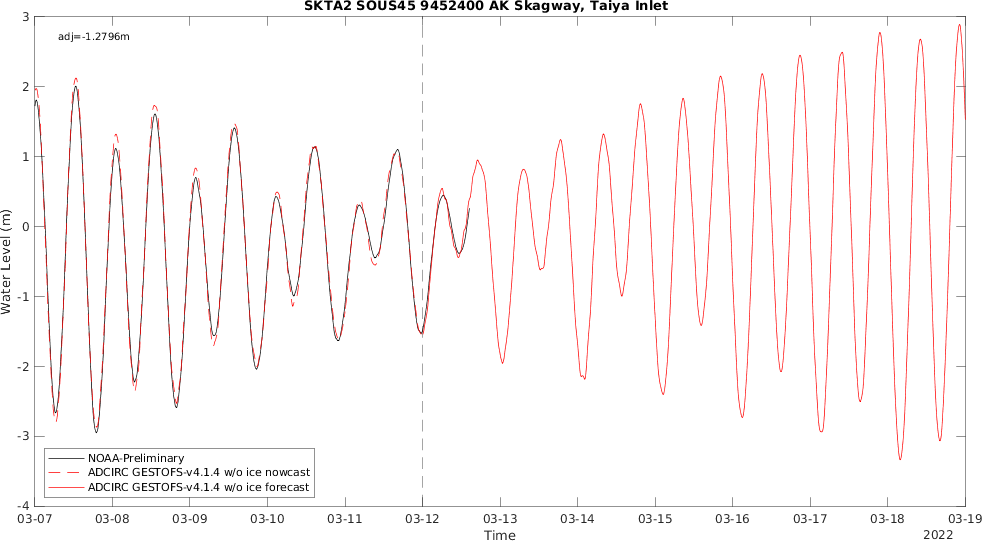 SKTA2 SOUS45 9452400 AK Skagway, Taiya Inlet
adj=-1.2796m
3
2
1
0
-1
-2
-3
-4
Water Level (m)
NOAA-Preliminary
ADCIRC GESTOFS-v4.1.4 w/o ice nowcast
ADCIRC GESTOFS-v4.1.4 w/o ice forecast
03-07 03-08 03-09 03-10 03-11 03-12 03-13 03-14 03-15 03-16 03-17 03-18 03-19
Time
2022